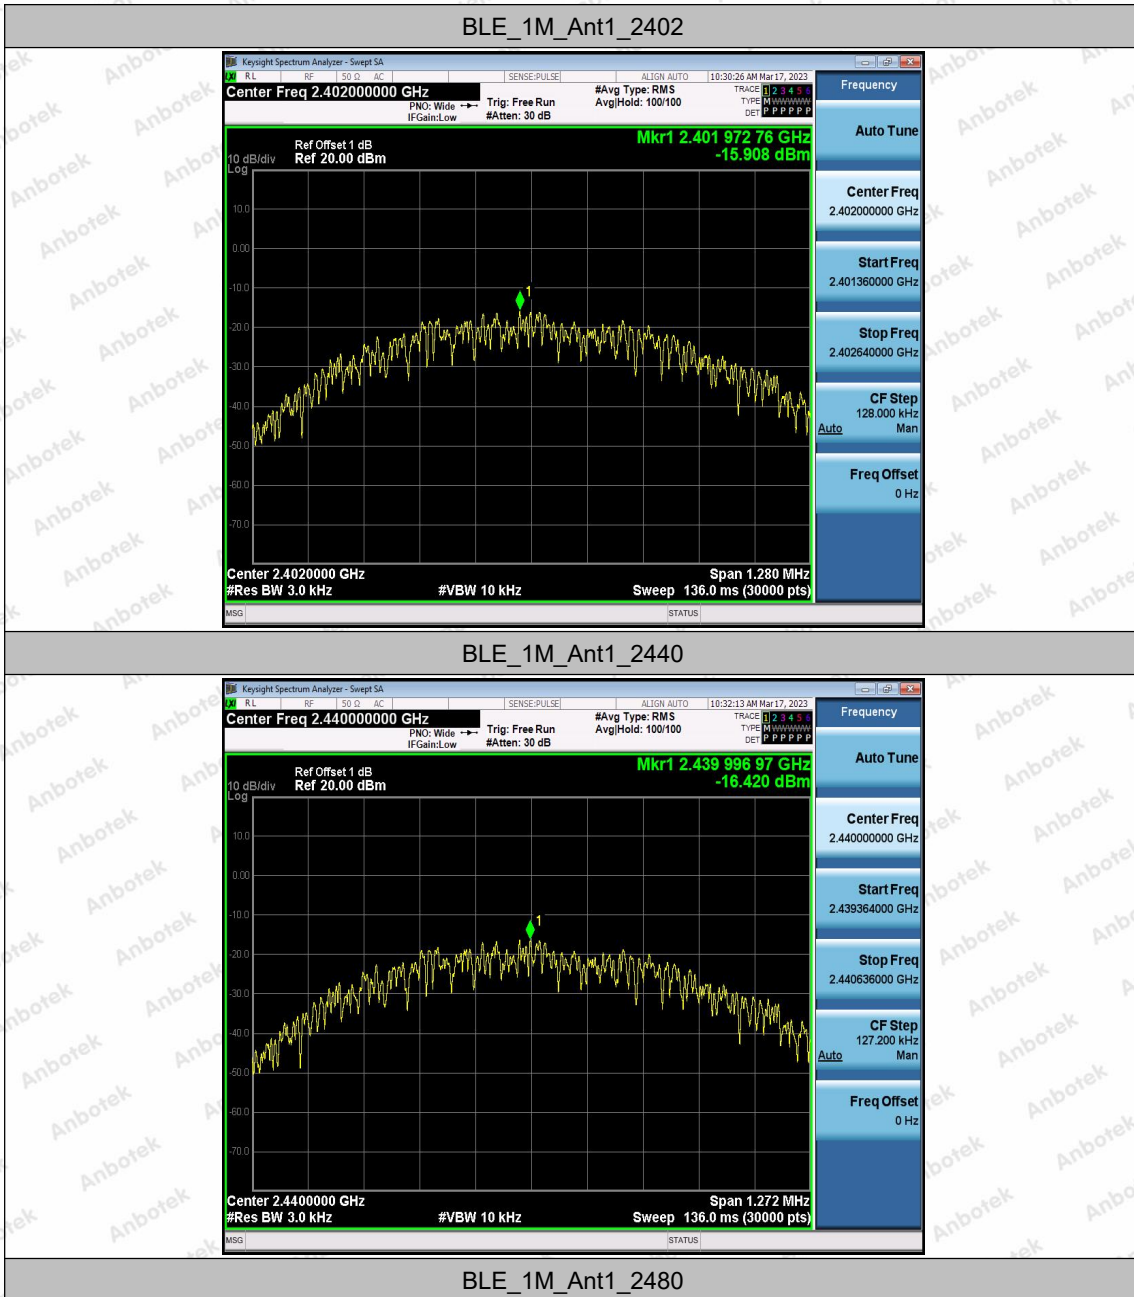 BLE_1M_Ant1_2402
Keysight Spectrum Analyzer - Swept SA
LXI RL RF 50 Ω AC SENSE:PULSE ALIGN AUTO 10:30:26 AM Mar 17, 2023
Center Freq 2.402000000 GHz
PNO: Wide
IFGain:Low
Trig: Free Run
#Atten: 30 dB
#Avg Type: RMS
Avg|Hold: 100/100
TRACE 1 2 3 4 5 6
TYPE M W W W W W
DET P P P P P P
Frequency
Auto Tune
Ref Offset 1 dB
10 dB/div Ref 20.00 dBm
Log
Mkr1 2.401 972 76 GHz
-15.908 dBm
10.0
0.00
-10.0
-20.0
-30.0
-40.0
-50.0
-60.0
-70.0
1
Center Freq
2.402000000 GHz
Start Freq
2.401360000 GHz
Stop Freq
2.402640000 GHz
CF Step
128.000 kHz
Auto Man
Freq Offset
0 Hz
Center 2.4020000 GHz Span 1.280 MHz
#Res BW 3.0 kHz #VBW 10 kHz Sweep 136.0 ms (30000 pts)
MSG STATUS
BLE_1M_Ant1_2440
Keysight Spectrum Analyzer - Swept SA
LXI RL RF 50 Ω AC SENSE:PULSE ALIGN AUTO 10:32:13 AM Mar 17, 2023
Center Freq 2.440000000 GHz
PNO: Wide
IFGain:Low
Trig: Free Run
#Atten: 30 dB
#Avg Type: RMS
Avg|Hold: 100/100
TRACE 1 2 3 4 5 6
TYPE M W W W W W
DET P P P P P P
Frequency
Auto Tune
Ref Offset 1 dB
10 dB/div Ref 20.00 dBm
Log
Mkr1 2.439 996 97 GHz
-16.420 dBm
10.0
0.00
-10.0
-20.0
-30.0
-40.0
-50.0
-60.0
-70.0
1
Center Freq
2.440000000 GHz
Start Freq
2.439364000 GHz
Stop Freq
2.440636000 GHz
CF Step
127.200 kHz
Auto Man
Freq Offset
0 Hz
Center 2.4400000 GHz Span 1.272 MHz
#Res BW 3.0 kHz #VBW 10 kHz Sweep 136.0 ms (30000 pts)
MSG STATUS
BLE_1M_Ant1_2480